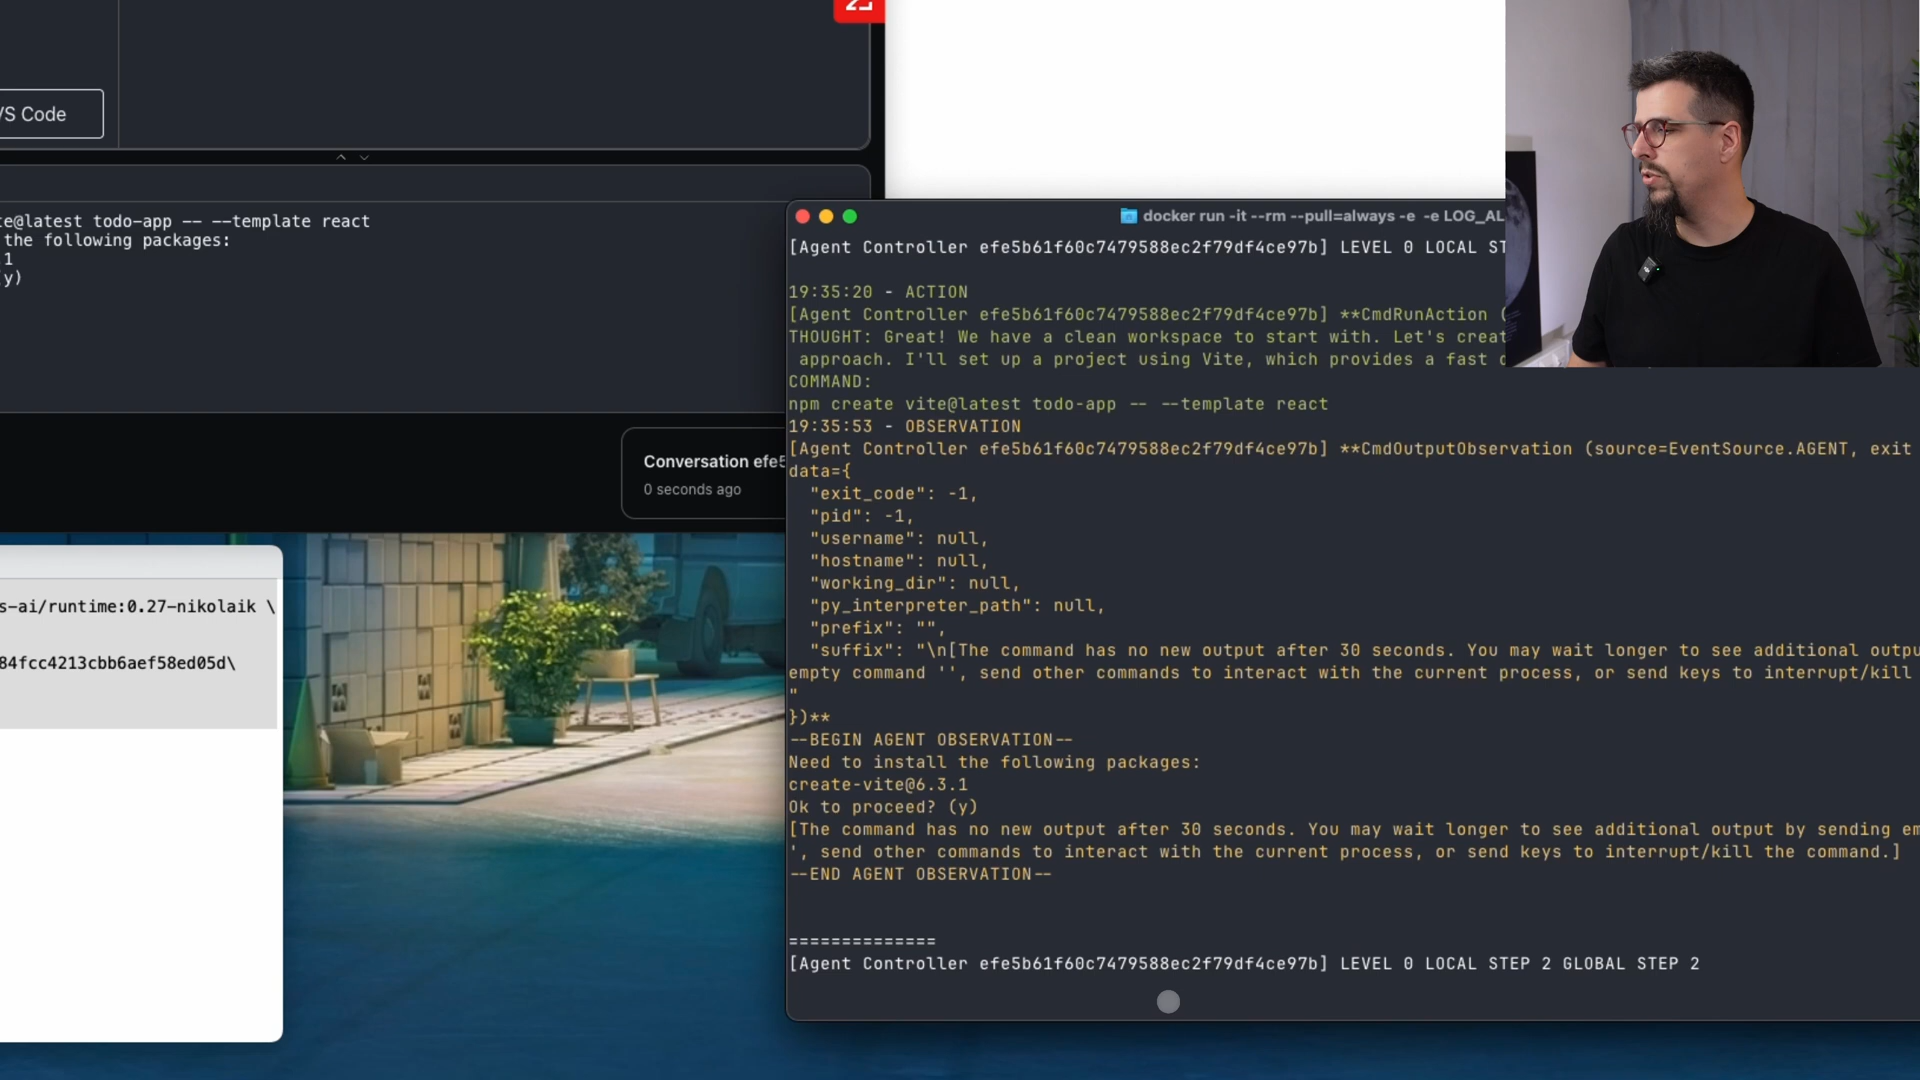 VS Code
te@latest todo-app -- --template react
the following packages:
.1
(y)
Conversation efe5
0 seconds ago
s-ai/runtime:0.27-nikolaik \
84fcc4213cbb6aef58ed05d\
docker run -it --rm --pull=always -e -e LOG_AL
[Agent Controller efe5b61f60c7479588ec2f79df4ce97b] LEVEL 0 LOCAL ST
19:35:20 - ACTION
[Agent Controller efe5b61f60c7479588ec2f79df4ce97b] **CmdRunAction (
THOUGHT: Great! We have a clean workspace to start with. Let's creat
approach. I'll set up a project using Vite, which provides a fast d
COMMAND:
npm create vite@latest todo-app -- --template react
19:35:53 - OBSERVATION
[Agent Controller efe5b61f60c7479588ec2f79df4ce97b] **CmdOutputObservation (source=EventSource.AGENT, exit
data={
"exit_code": -1,
"pid": -1,
"username": null,
"hostname": null,
"working_dir": null,
"py_interpreter_path": null,
"prefix": "",
"suffix": "\n[The command has no new output after 30 seconds. You may wait longer to see additional outpu
empty command '', send other commands to interact with the current process, or send keys to interrupt/kill
"
})**
--BEGIN AGENT OBSERVATION--
Need to install the following packages:
create-vite@6.3.1
Ok to proceed? (y)
[The command has no new output after 30 seconds. You may wait longer to see additional output by sending em
', send other commands to interact with the current process, or send keys to interrupt/kill the command.]
--END AGENT OBSERVATION--
==============
[Agent Controller efe5b61f60c7479588ec2f79df4ce97b] LEVEL 0 LOCAL STEP 2 GLOBAL STEP 2